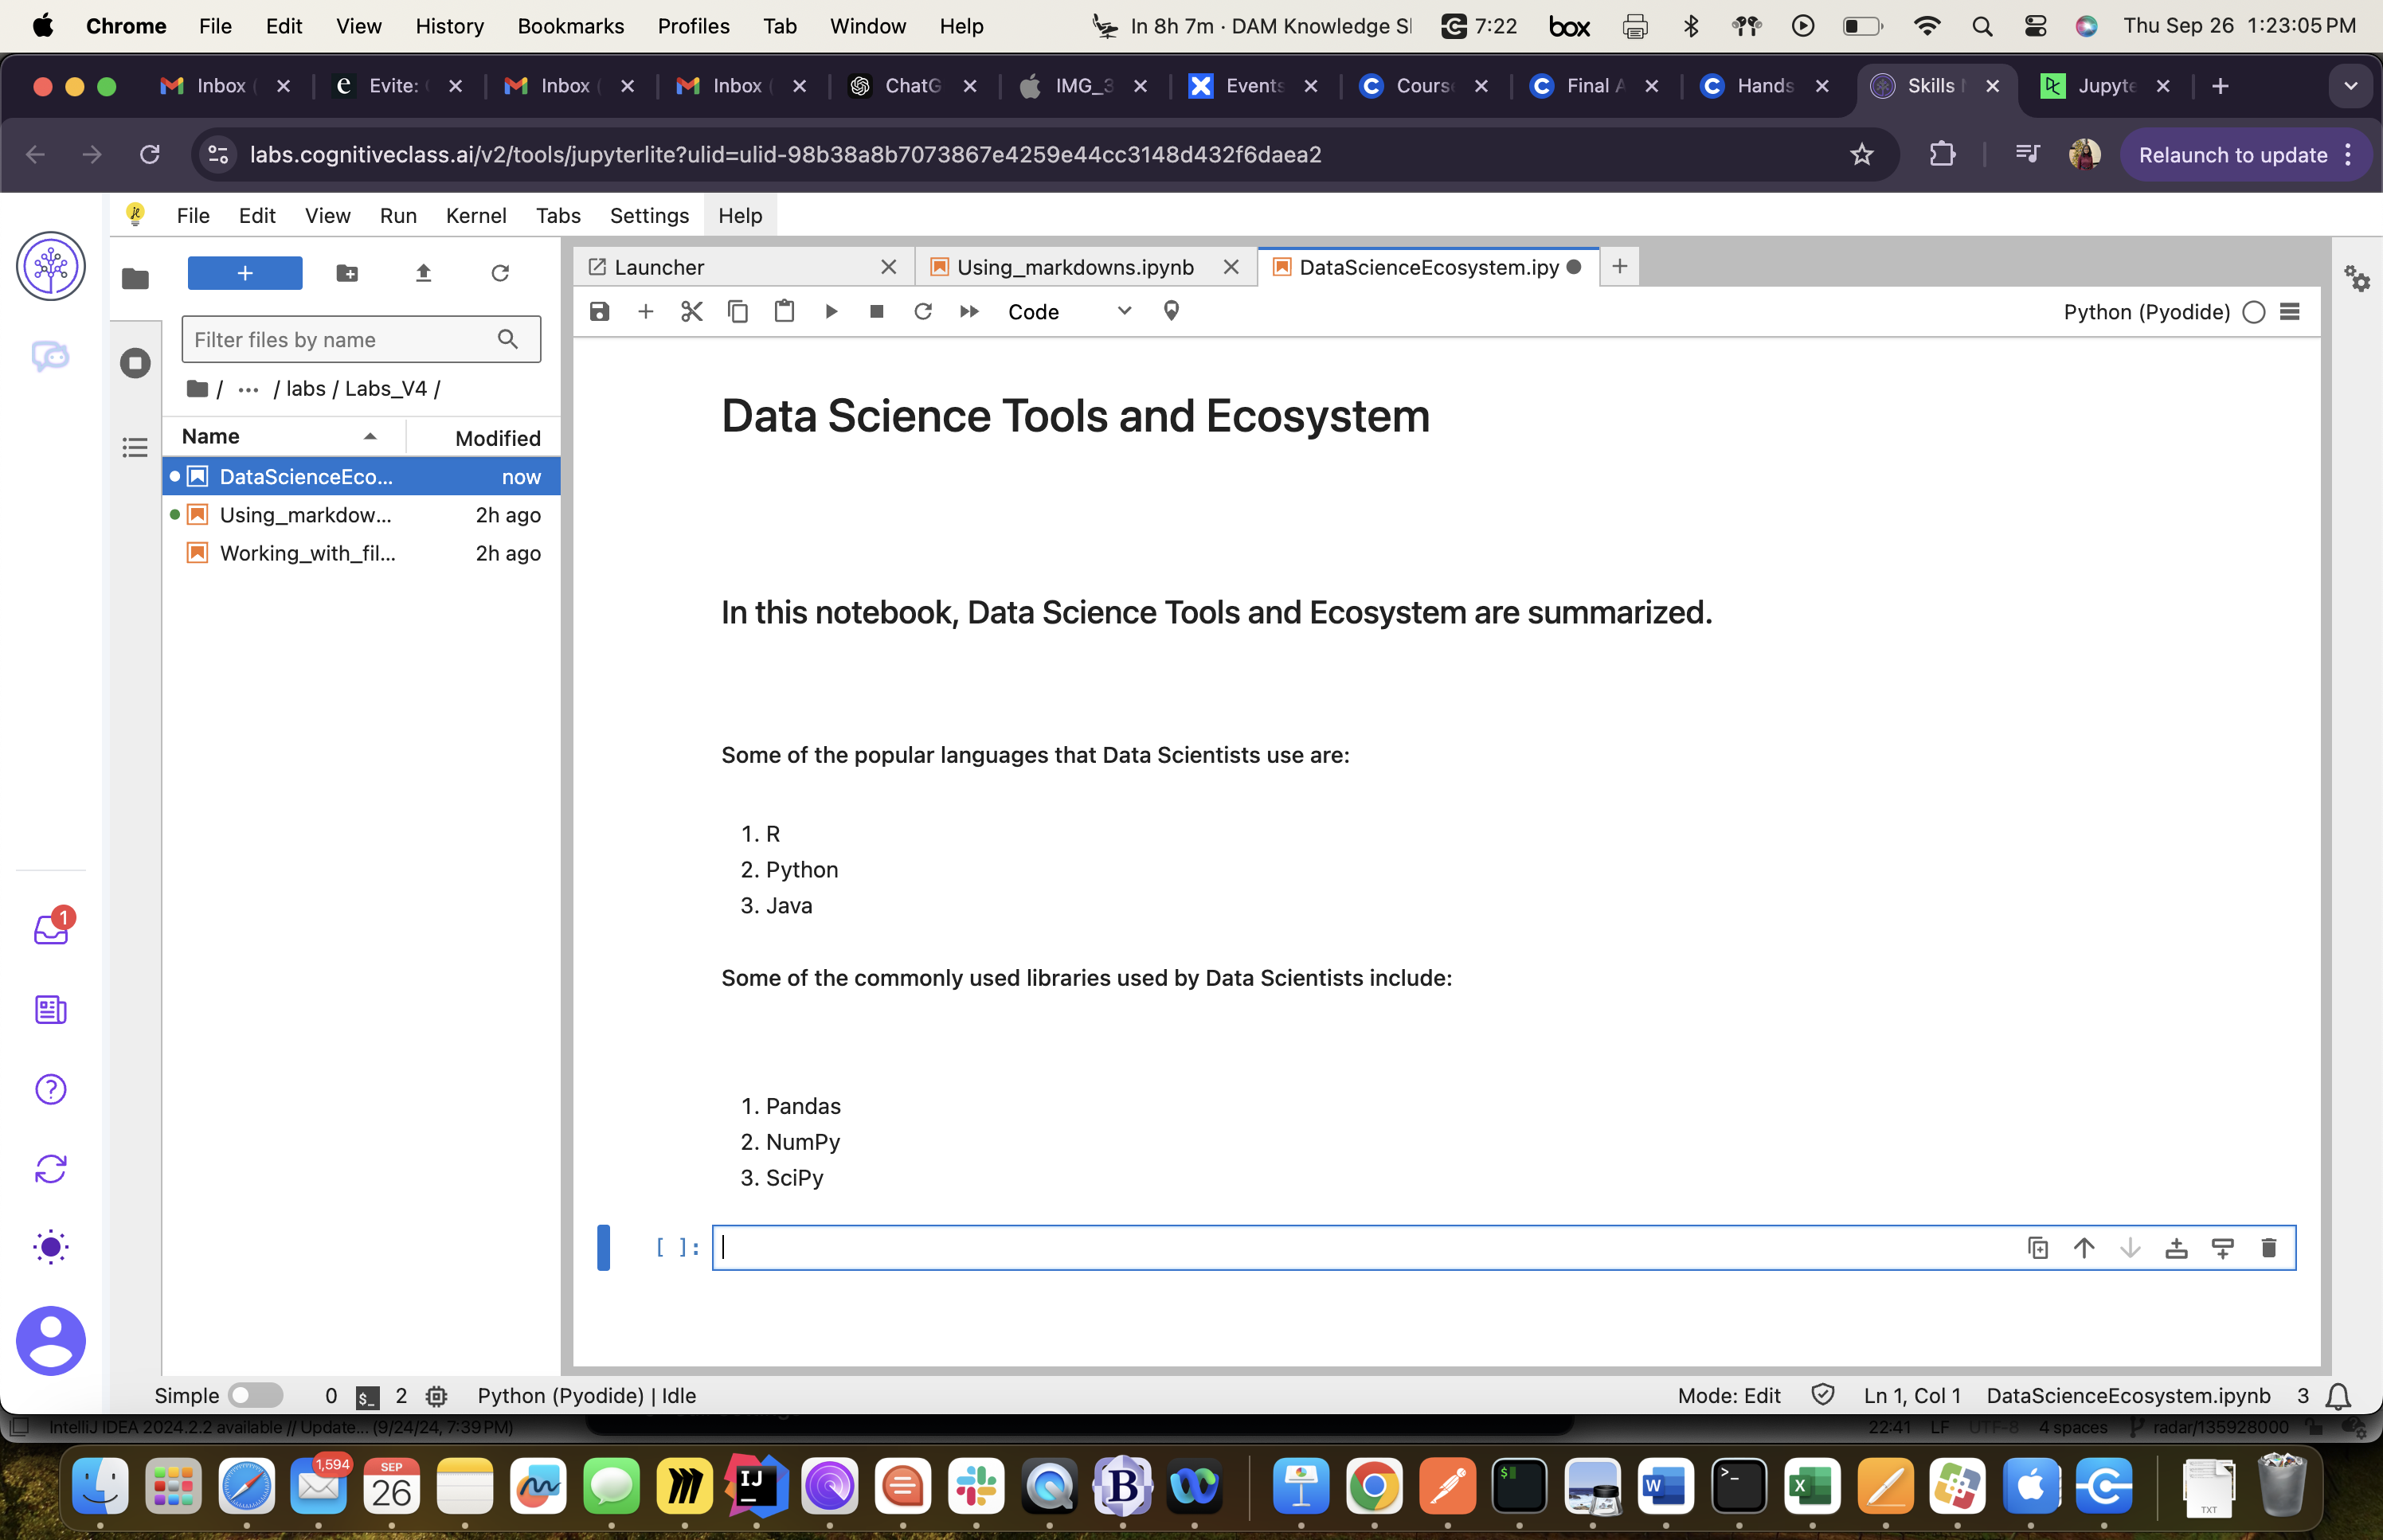 Chrome File Edit View History Bookmarks Profiles Tab Window Help In 8h 7m · DAM Knowledge 7:22 box Thu Sep 26 1:23:05 PM
Inbox Evite: Inbox Inbox ChatG IMG_3 Events Cours Final Hands Skills Jupyte
labs.cognitiveclass.ai/v2/tools/jupyterlite?ulid=ulid-98b38a8b7073867e4259e44cc3148d432f6daea2 Relaunch to update
File Edit View Run Kernel Tabs Settings Help
Launcher Using_markdowns.ipynb DataScienceEcosystem.ipy
Code Python (Pyodide)
Filter files by name
/ ... / labs / Labs_V4 /
Name Modified
DataScienceEco... now
Using_markdow... 2h ago
Working_with_fil... 2h ago
Data Science Tools and Ecosystem
In this notebook, Data Science Tools and Ecosystem are summarized.
Some of the popular languages that Data Scientists use are:
1. R
2. Python
3. Java
Some of the commonly used libraries used by Data Scientists include:
1. Pandas
2. NumPy
3. SciPy
[ ]:
1
Simple 0 $_ 2 Python (Pyodide) | Idle Mode: Edit Ln 1, Col 1 DataScienceEcosystem.ipynb 3
IntelliJ IDEA 2024.2.2 available // Update... (9/24/24, 7:39 PM) 22:41 LF UTF-8 4 spaces radar/135928000
1,594 SEP 26 IJ B $ W >_ X TXT